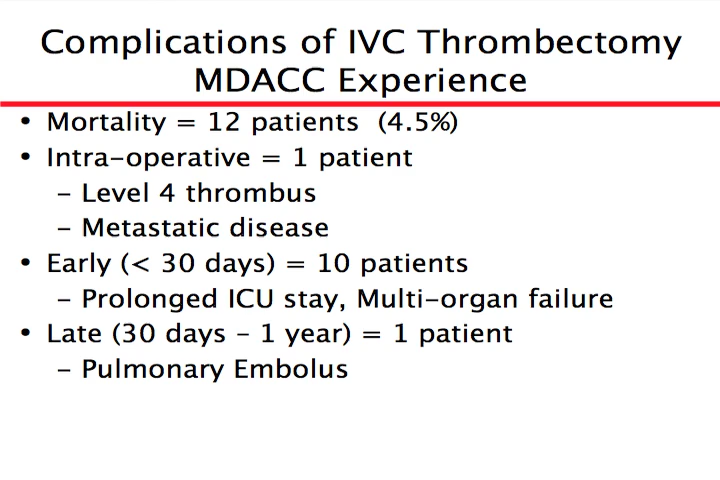 Complications of IVC Thrombectomy
MDACC Experience
• Mortality = 12 patients (4.5%)
• Intra-operative = 1 patient
– Level 4 thrombus
– Metastatic disease
• Early (< 30 days) = 10 patients
– Prolonged ICU stay, Multi-organ failure
• Late (30 days – 1 year) = 1 patient
– Pulmonary Embolus